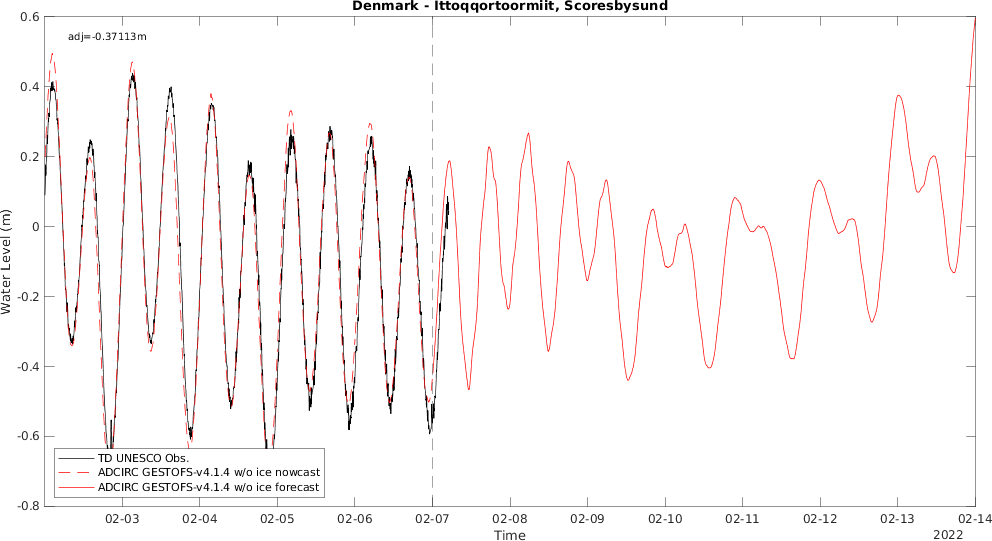 Denmark - Ittoqqortoormiit, Scoresbysund
adj=-0.37113m
0.6
0.4
0.2
0
-0.2
-0.4
-0.6
-0.8
Water Level (m)
TD UNESCO Obs.
ADCIRC GESTOFS-v4.1.4 w/o ice nowcast
ADCIRC GESTOFS-v4.1.4 w/o ice forecast
02-03 02-04 02-05 02-06 02-07 02-08 02-09 02-10 02-11 02-12 02-13 02-14
Time
2022